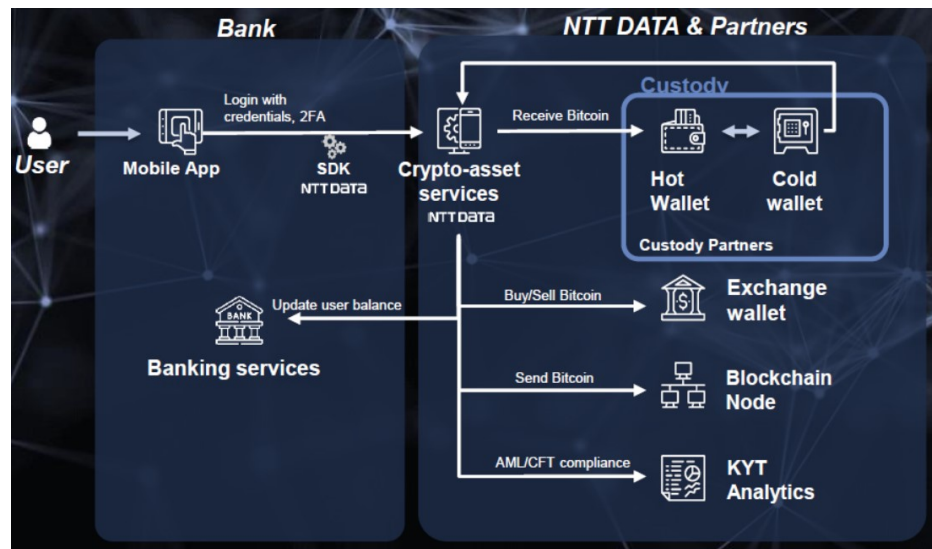 Bank
NTT DATA & Partners
Custody
Login with
credentials, 2FA
Receive Bitcoin
User
Mobile App
SDK
NTT DATA
Crypto-asset
services
NTT DATA
Hot
Wallet
Cold
wallet
Custody Partners
Buy/Sell Bitcoin
Exchange
wallet
BANK
Update user balance
Banking services
Send Bitcoin
Blockchain
Node
AML/CFT compliance
KYT
Analytics